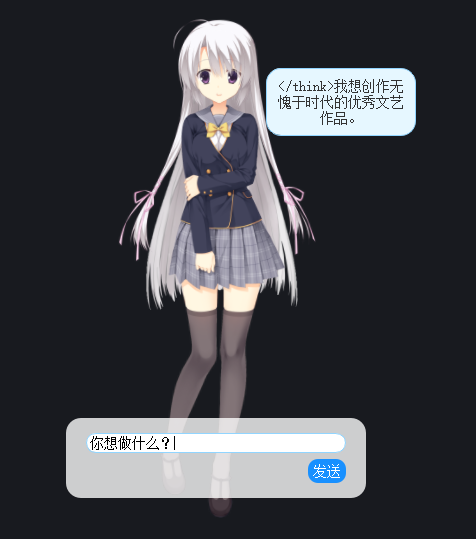 </think>我想创作无
愧于时代的优秀文艺
作品。
你想做什么？
发送